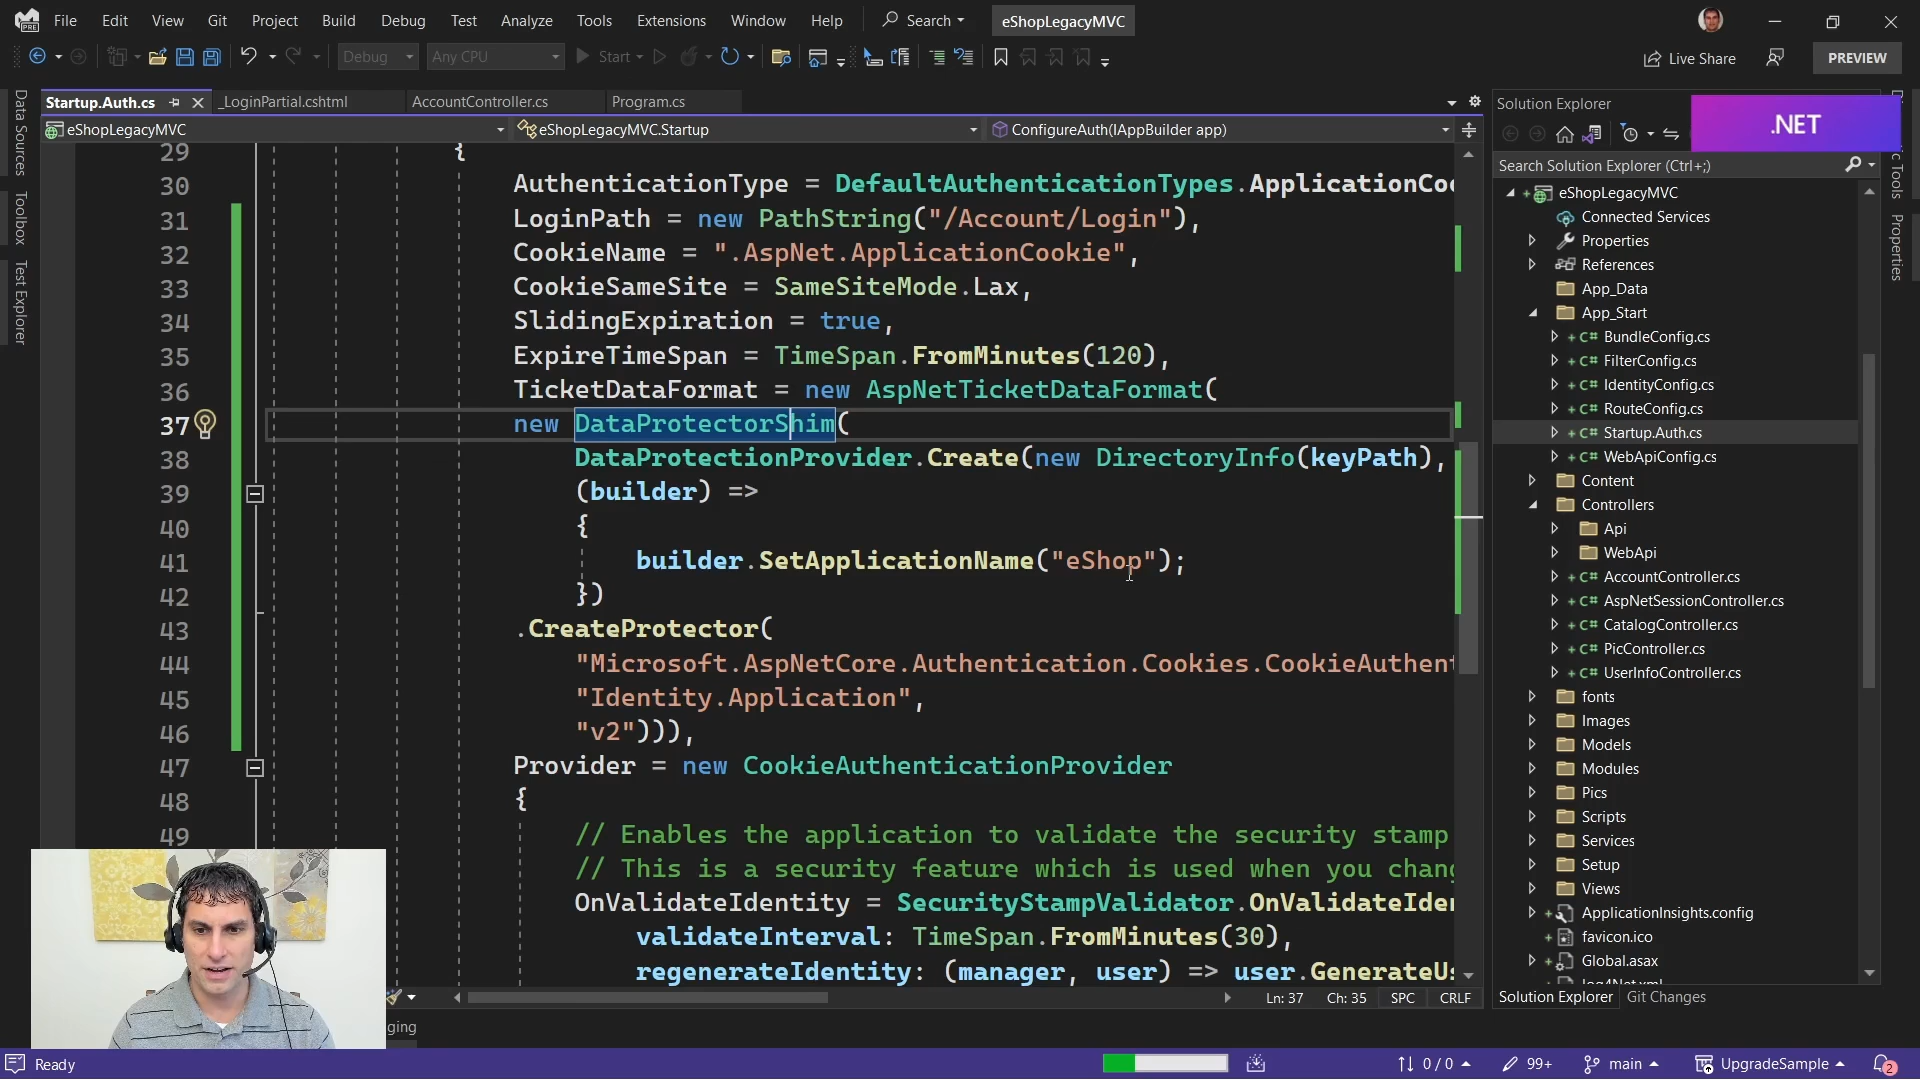 File Edit View Git Project Build Debug Test Analyze Tools Extensions Window Help Search eShopLegacyMVC
PRE
Debug Any CPU Start Live Share PREVIEW
Startup.Auth.cs _LoginPartial.cshtml AccountController.cs Program.cs
eShopLegacyMVC eShopLegacyMVC.Startup ConfigureAuth(IAppBuilder app)
Data Sources
Toolbox
Test Explorer
29 {
30 AuthenticationType = DefaultAuthenticationTypes.ApplicationCo
31 LoginPath = new PathString("/Account/Login"),
32 CookieName = ".AspNet.ApplicationCookie",
33 CookieSameSite = SameSiteMode.Lax,
34 SlidingExpiration = true,
35 ExpireTimeSpan = TimeSpan.FromMinutes(120),
36 TicketDataFormat = new AspNetTicketDataFormat(
37 new DataProtectorShim(
38 DataProtectionProvider.Create(new DirectoryInfo(keyPath),
39 (builder) =>
40 {
41 builder.SetApplicationName("eShop");
42 })
43 .CreateProtector(
44 "Microsoft.AspNetCore.Authentication.Cookies.CookieAuthent
45 "Identity.Application",
46 "v2"))),
47 Provider = new CookieAuthenticationProvider
48 {
49 // Enables the application to validate the security stamp
// This is a security feature which is used when you chang
OnValidateIdentity = SecurityStampValidator.OnValidateIden
validateInterval: TimeSpan.FromMinutes(30),
regenerateIdentity: (manager, user) => user.GenerateUs
Ln: 37 Ch: 35 SPC CRLF
ging
Solution Explorer
.NET
Search Solution Explorer (Ctrl+;)
eShopLegacyMVC
Connected Services
Properties
References
App_Data
App_Start
C# BundleConfig.cs
C# FilterConfig.cs
C# IdentityConfig.cs
C# RouteConfig.cs
C# Startup.Auth.cs
C# WebApiConfig.cs
Content
Controllers
Api
WebApi
C# AccountController.cs
C# AspNetSessionController.cs
C# CatalogController.cs
C# PicController.cs
C# UserInfoController.cs
fonts
Images
Models
Modules
Pics
Scripts
Services
Setup
Views
ApplicationInsights.config
favicon.ico
Global.asax
log4Net.xml
Solution Explorer Git Changes
Tools
Properties
Ready 0 / 0 99+ main UpgradeSample 2